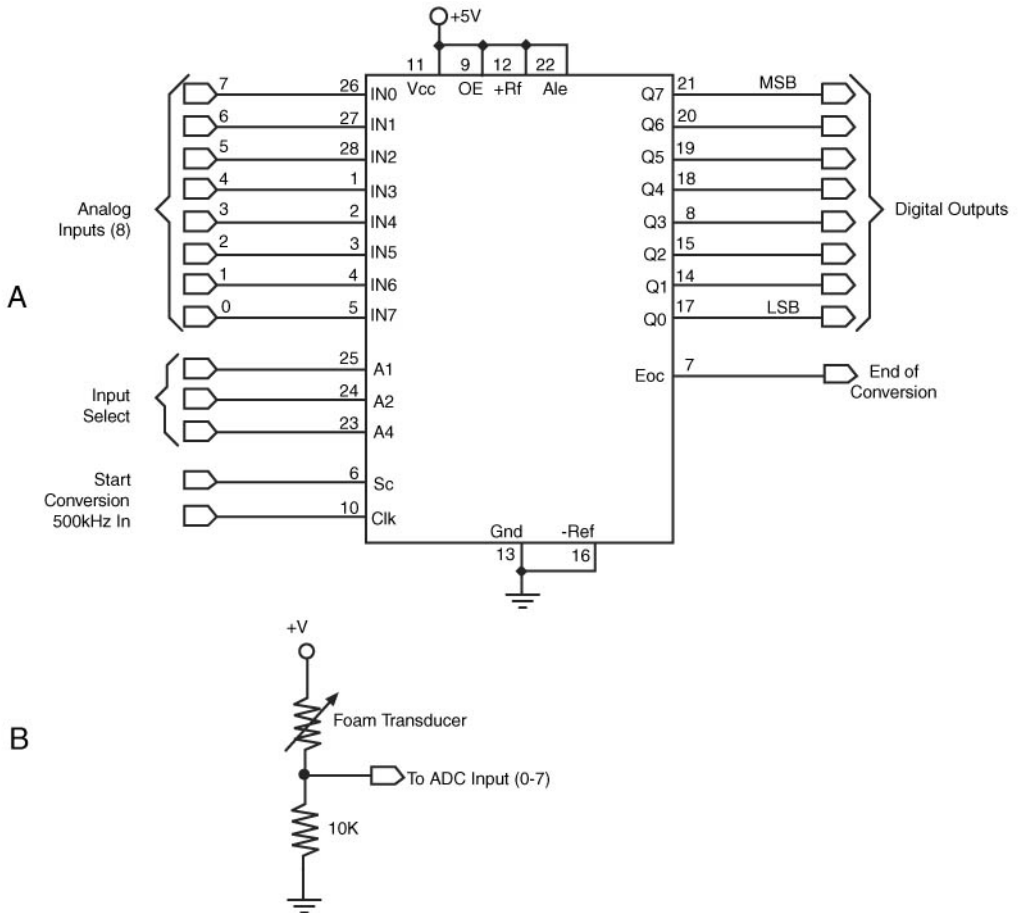 +5V
11 9 12 22
Vcc OE +Rf Ale
7 26 IN0
6 27 IN1
5 28 IN2
4 1 IN3
3 2 IN4
2 3 IN5
1 4 IN6
0 5 IN7
Analog
Inputs (8)
A
25 A1
24 A2
23 A4
Input
Select
6 Sc
10 Clk
Start
Conversion
500kHz In
Q7 21 MSB
Q6 20
Q5 19
Q4 18
Q3 8
Q2 15
Q1 14
Q0 17 LSB
Digital Outputs
Eoc 7
End of
Conversion
Gnd -Ref
13 16
+V
B
Foam Transducer
To ADC Input (0-7)
10K